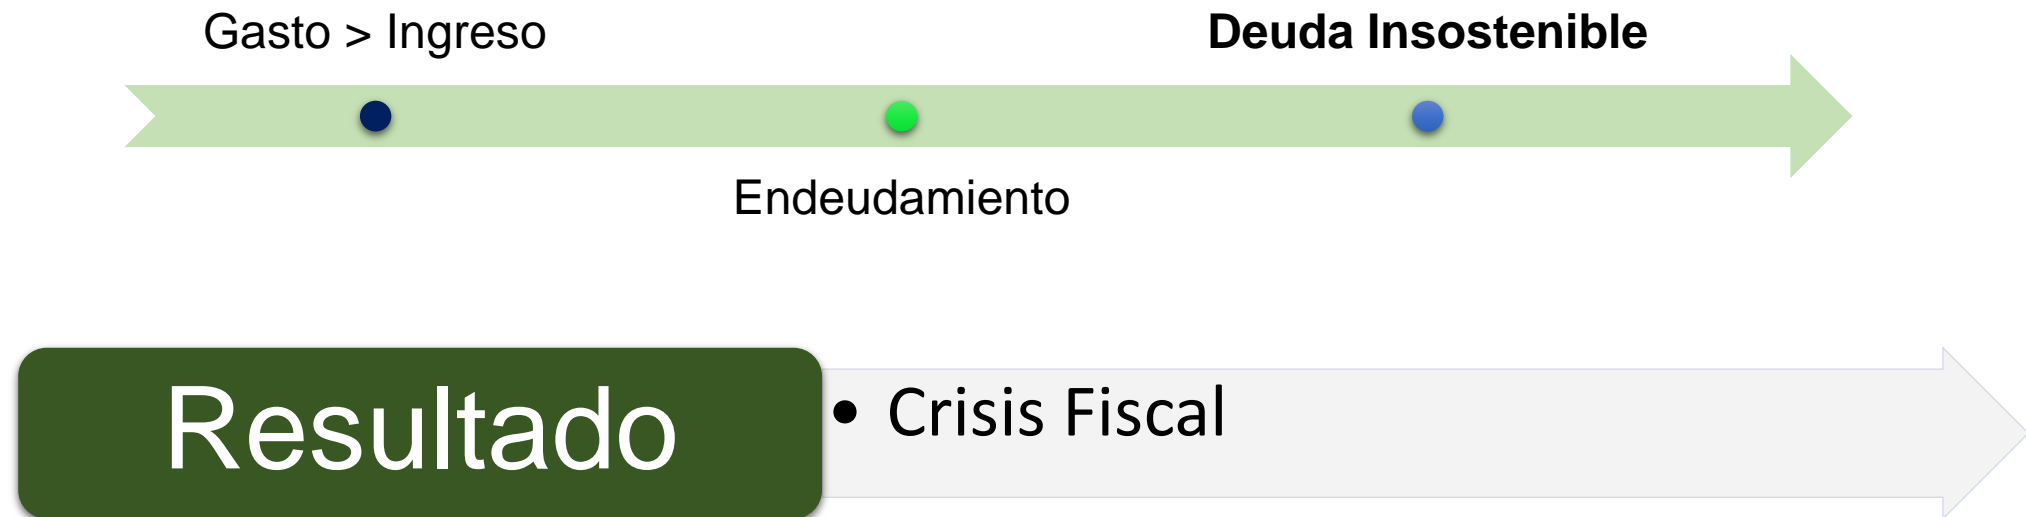 Gasto > Ingreso
Deuda Insostenible
Endeudamiento
Resultado
• Crisis Fiscal